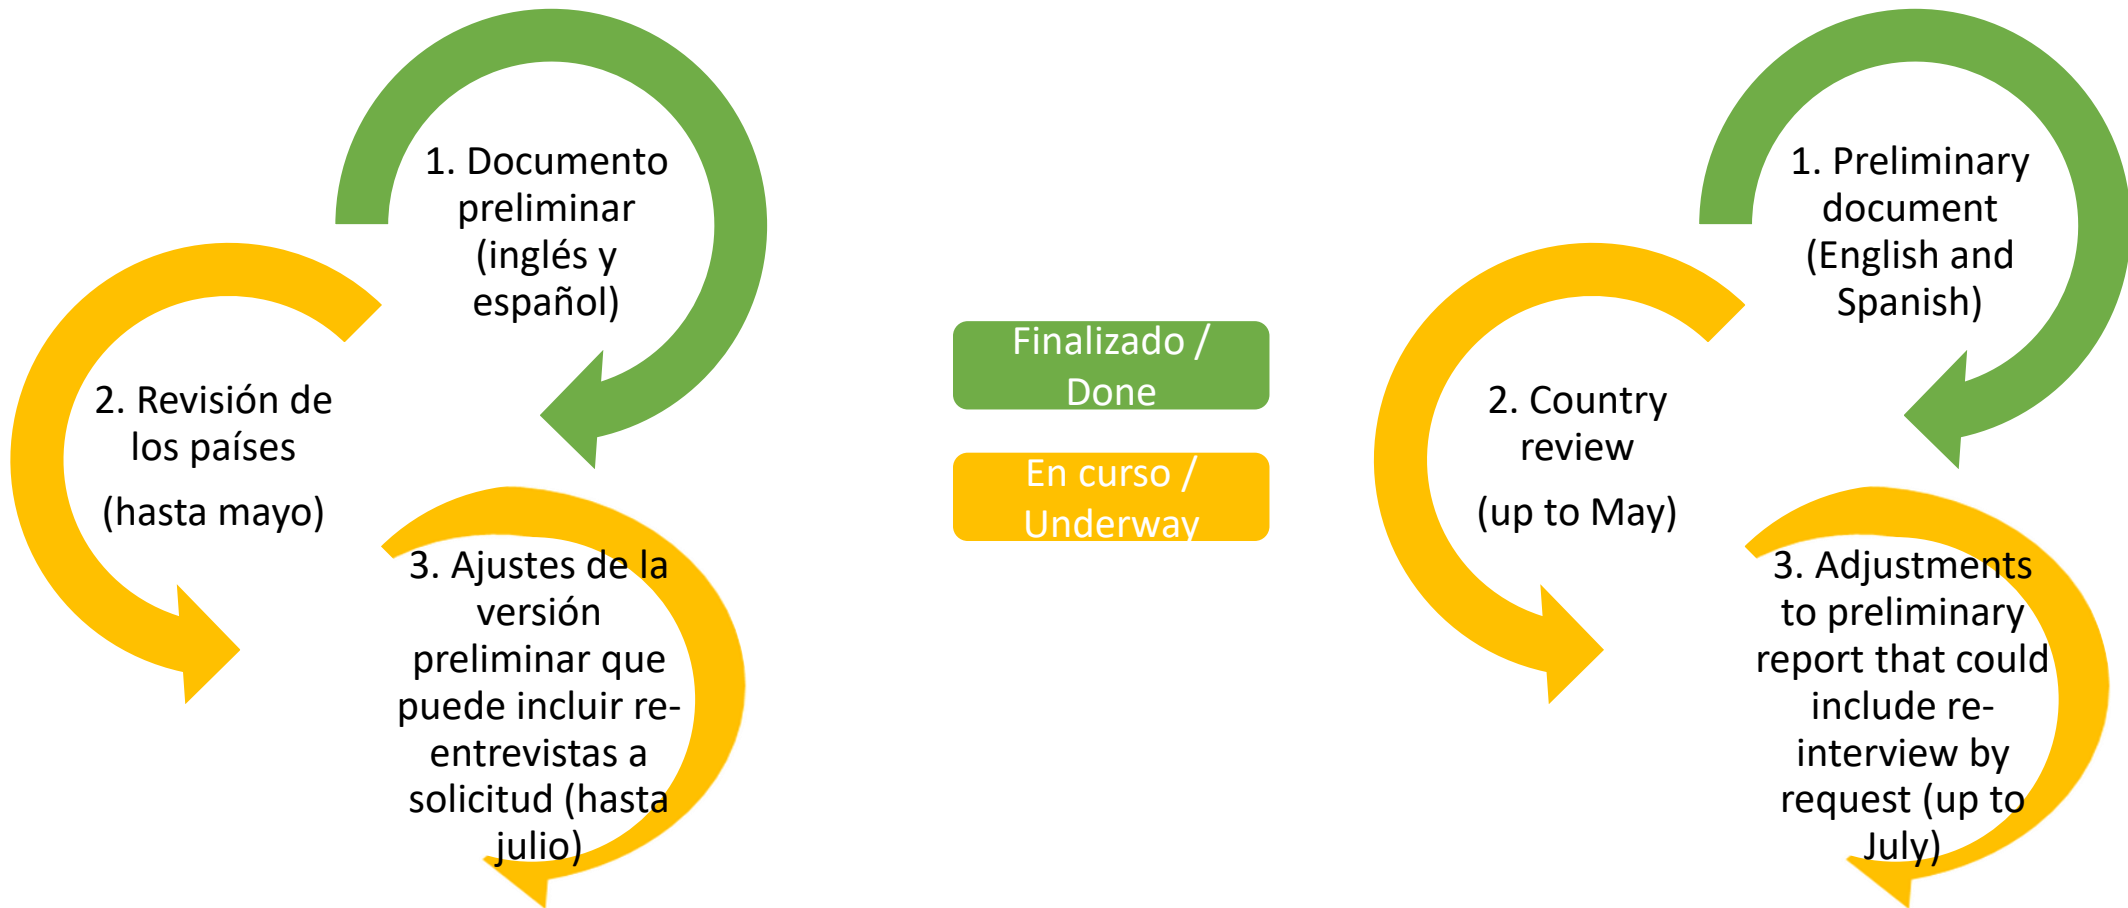 1. Documento
preliminar
(inglés y
español)
2. Revisión de
los países
(hasta mayo)
3. Ajustes de la
versión
preliminar que
puede incluir re-
entrevistas a
solicitud (hasta
julio)
Finalizado /
Done
En curso /
Underway
1. Preliminary
document
(English and
Spanish)
2. Country
review
(up to May)
3. Adjustments
to preliminary
report that could
include re-
interview by
request (up to
July)